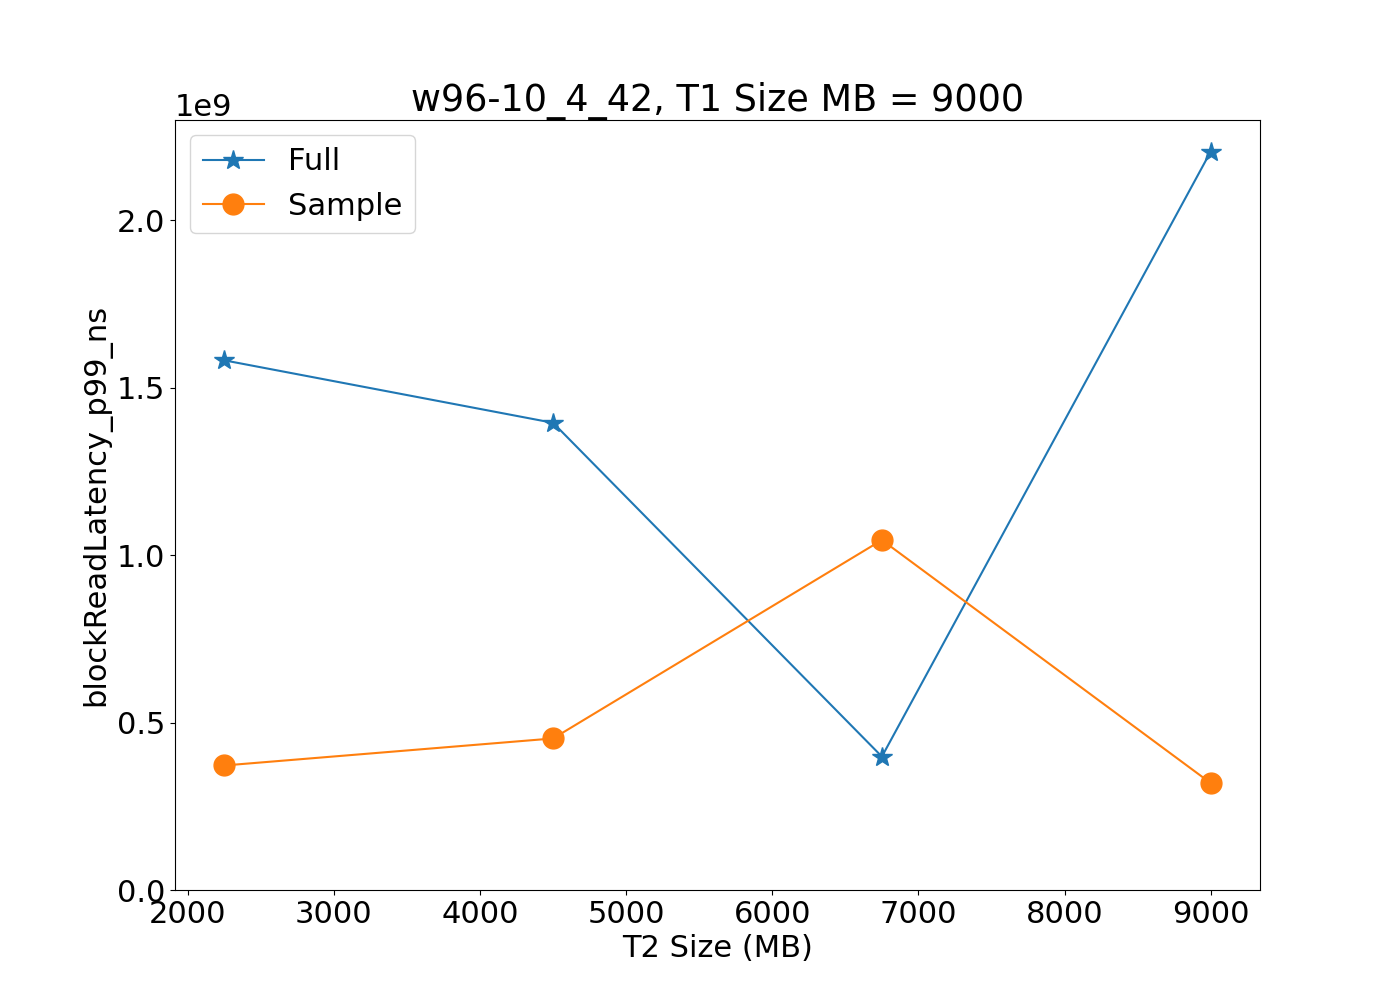 w96-10_4_42, T1 Size MB = 9000
1e9
Full
Sample
2.0
1.5
1.0
0.5
0.0
blockReadLatency_p99_ns
2000 3000 4000 5000 6000 7000 8000 9000
T2 Size (MB)